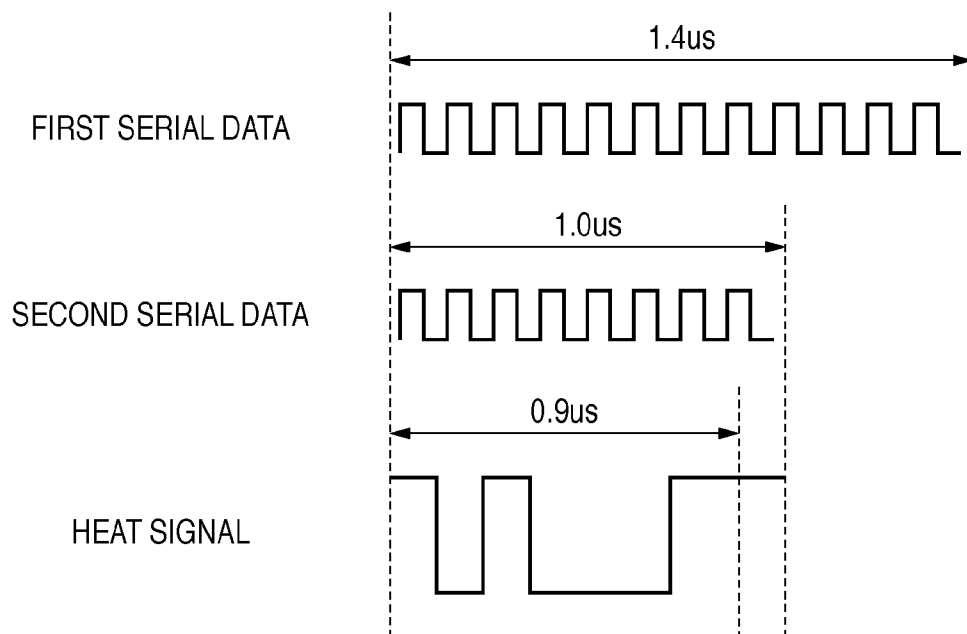 1.4us
FIRST SERIAL DATA
1.0us
SECOND SERIAL DATA
0.9us
HEAT SIGNAL